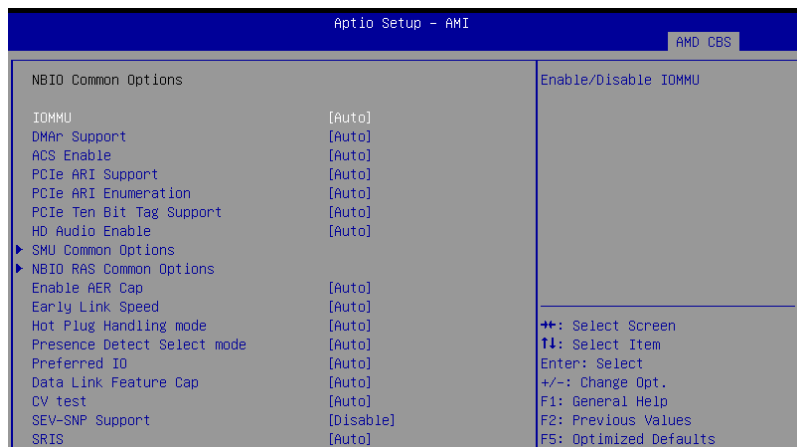 Aptio Setup – AMI
AMD CBS
NBIO Common Options
Enable/Disable IOMMU
IOMMU [Auto]
DMAr Support [Auto]
ACS Enable [Auto]
PCIe ARI Support [Auto]
PCIe ARI Enumeration [Auto]
PCIe Ten Bit Tag Support [Auto]
HD Audio Enable [Auto]
SMU Common Options
NBIO RAS Common Options
Enable AER Cap [Auto]
Early Link Speed [Auto]
Hot Plug Handling mode [Auto]
Presence Detect Select mode [Auto]
Preferred IO [Auto]
Data Link Feature Cap [Auto]
CV test [Auto]
SEV-SNP Support [Disable]
SRIS [Auto]
→←: Select Screen
↑↓: Select Item
Enter: Select
+/-: Change Opt.
F1: General Help
F2: Previous Values
F5: Optimized Defaults